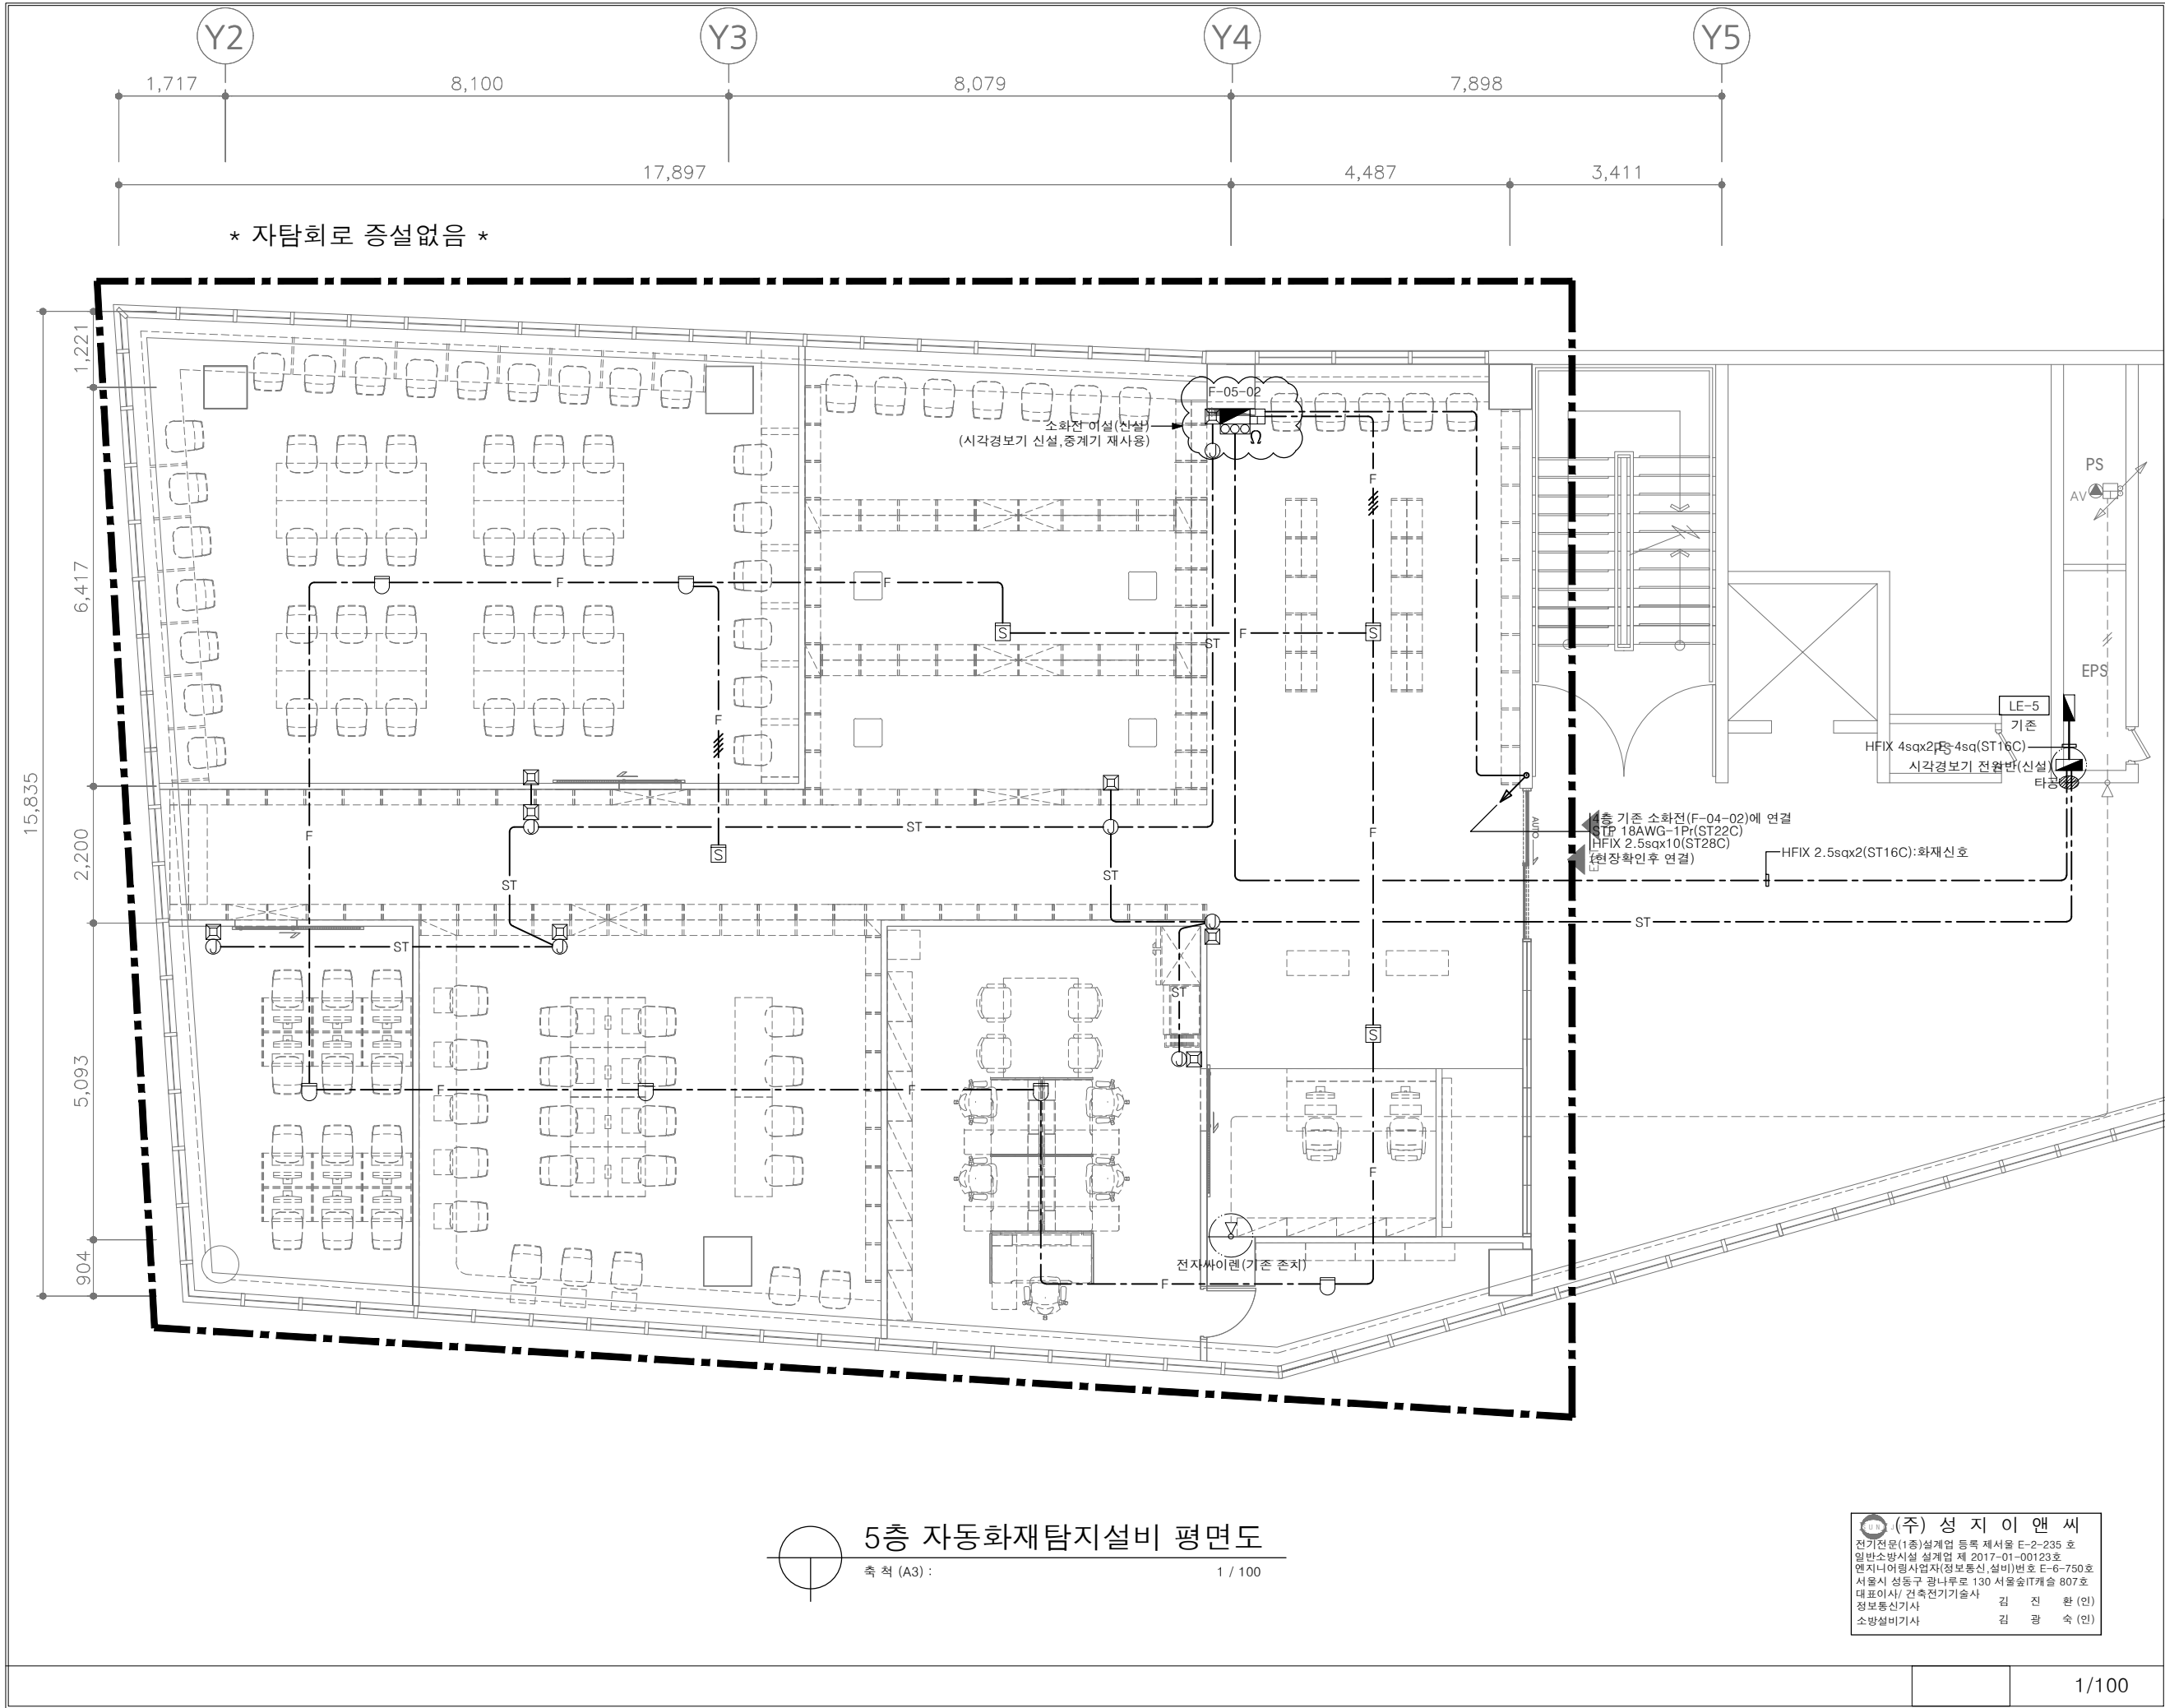 Y2
Y3
Y4
Y5
1,717
8,100
8,079
7,898
17,897
4,487
3,411
* 자탐회로 증설없음 *
1,221
6,417
15,835
2,200
5,093
904
F-05-02
소화전 이설(신설)
(시각경보기 신설,중계기 재사용)
Ω
J
F
PS
AV
F
F
F
S
S
F
ST
EPS
LE-5
기존
HFIX 4sqx2,E-4sq(ST16C)
PS
시각경보기 전원반(신설)
타공
F
4층 기존 소화전(F-04-02)에 연결
STP 18AWG-1Pr(ST22C)
HFIX 2.5sqx10(ST28C)
(현장확인후 연결)
AUTO
HFIX 2.5sqx2(ST16C):화재신호
J
ST
J
F
F
S
ST
ST
J
ST
J
ST
J
J
ST
S
J
F
F
F
F
전자싸이렌(기존 존치)
F
5층 자동화재탐지설비 평면도
축 척 (A3) :
1 / 100
(주) 성 지 이 앤 씨
전기전문(1종)설계업 등록 제서울 E-2-235 호
일반소방시설 설계업 제 2017-01-00123호
엔지니어링사업자(정보통신,설비)번호 E-6-750호
서울시 성동구 광나루로 130 서울숲IT캐슬 807호
대표이사/ 건축전기기술사
정보통신기사 김 진 환 (인)
소방설비기사 김 광 숙 (인)
1/100